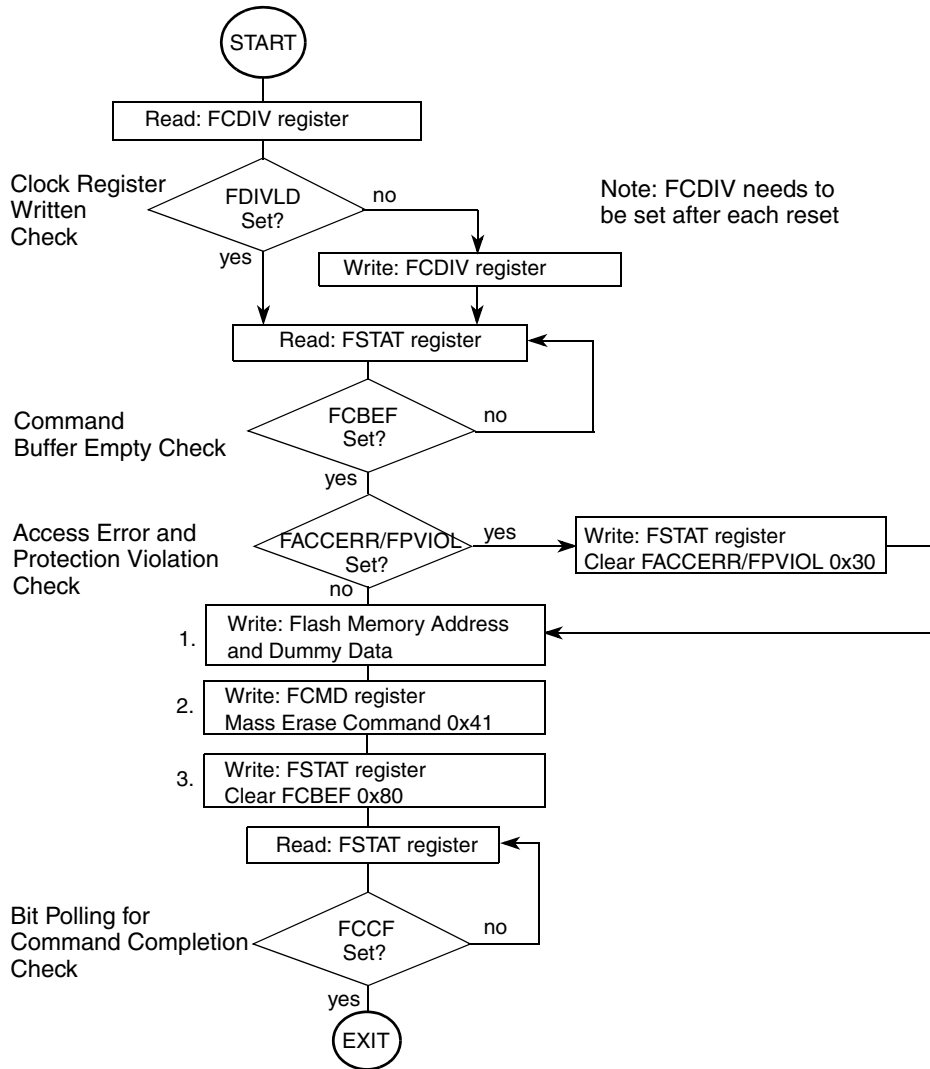 START
Read: FCDIV register
Clock Register
Written
Check
FDIVLD
Set?
no
yes
Note: FCDIV needs to
be set after each reset
Write: FCDIV register
Read: FSTAT register
Command
Buffer Empty Check
FCBEF
Set?
no
yes
Access Error and
Protection Violation
Check
FACCERR/FPVIOL
Set?
yes
no
Write: FSTAT register
Clear FACCERR/FPVIOL 0x30
1.
Write: Flash Memory Address
and Dummy Data
2.
Write: FCMD register
Mass Erase Command 0x41
3.
Write: FSTAT register
Clear FCBEF 0x80
Read: FSTAT register
Bit Polling for
Command Completion
Check
FCCF
Set?
no
yes
EXIT